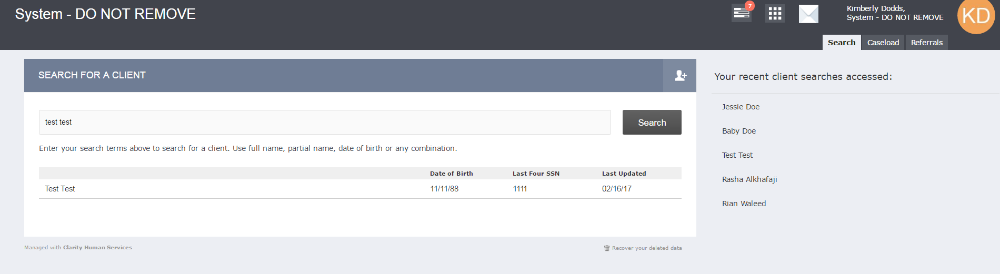 System - DO NOT REMOVE
7
Kimberly Dodds,
System - DO NOT REMOVE
KD
Search
Caseload
Referrals
SEARCH FOR A CLIENT
test test
Search
Enter your search terms above to search for a client. Use full name, partial name, date of birth or any combination.
Date of Birth Last Four SSN Last Updated
Test Test 11/11/88 1111 02/16/17
Managed with Clarity Human Services
Recover your deleted data
Your recent client searches accessed:
Jessie Doe
Baby Doe
Test Test
Rasha Alkhafaji
Rian Waleed